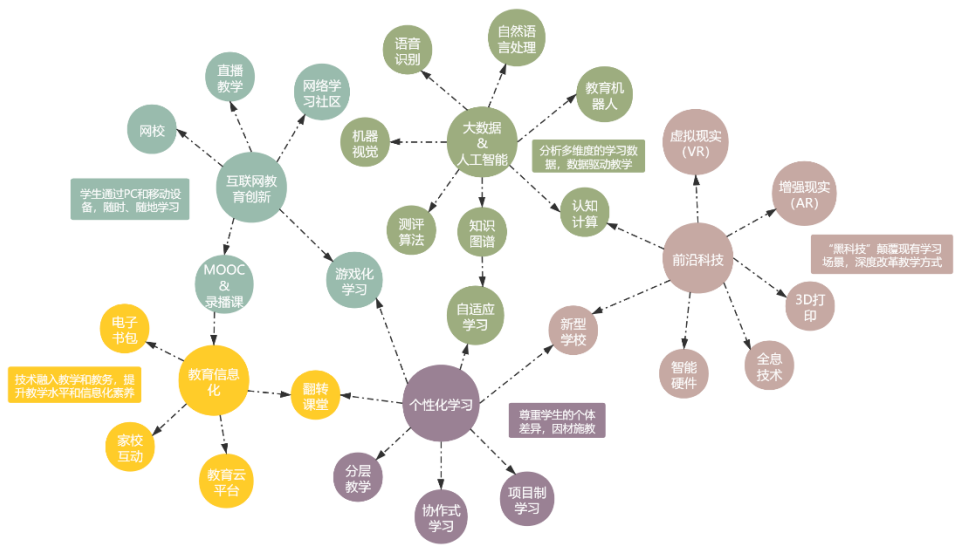 语音
识别
自然语
言处理
直播
教学
网络学
习社区
教育机
器人
网校
机器
视觉
大数据
&
人工智能
虚拟现实
(VR)
分析多维度的学习数
据，数据驱动教学
互联网教
育创新
学生通过PC和移动设
备，随时、随地学习
增强现实
(AR)
测评
算法
知识
图谱
认知
计算
前沿科技
“黑科技”颠覆现有学习
场景，深度改革教学方式
MOOC
&
录播课
游戏化
学习
自适应
学习
3D打
印
电子
书包
新型
学校
智能
硬件
全息
技术
技术融入教学和教务，提
升教学水平和信息化素养
教育信息
化
翻转
课堂
个性化学习
尊重学生的个体
差异，因材施教
家校
互动
教育云
平台
分层
教学
协作式
学习
项目制
学习